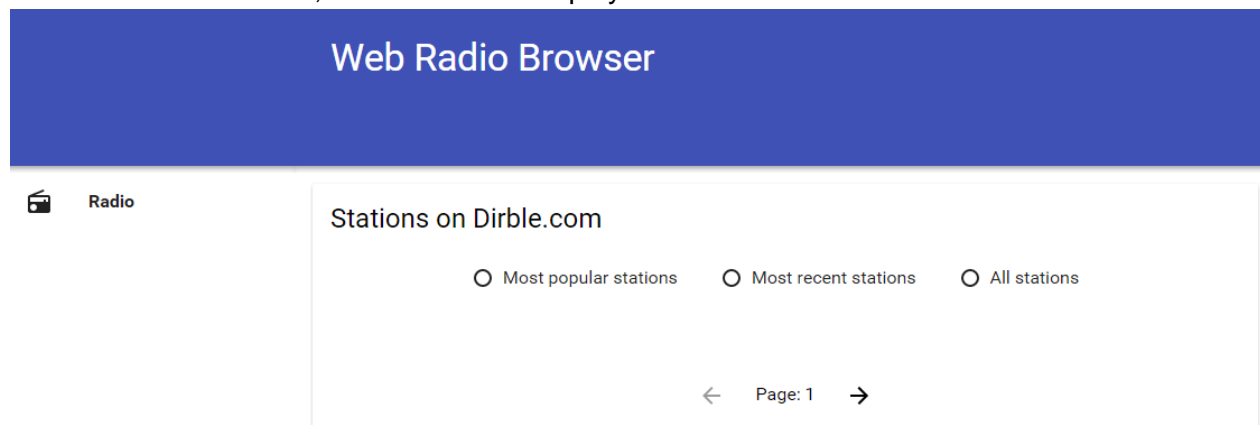 Web Radio Browser
Radio
Stations on Dirble.com
Most popular stations Most recent stations All stations
Page: 1